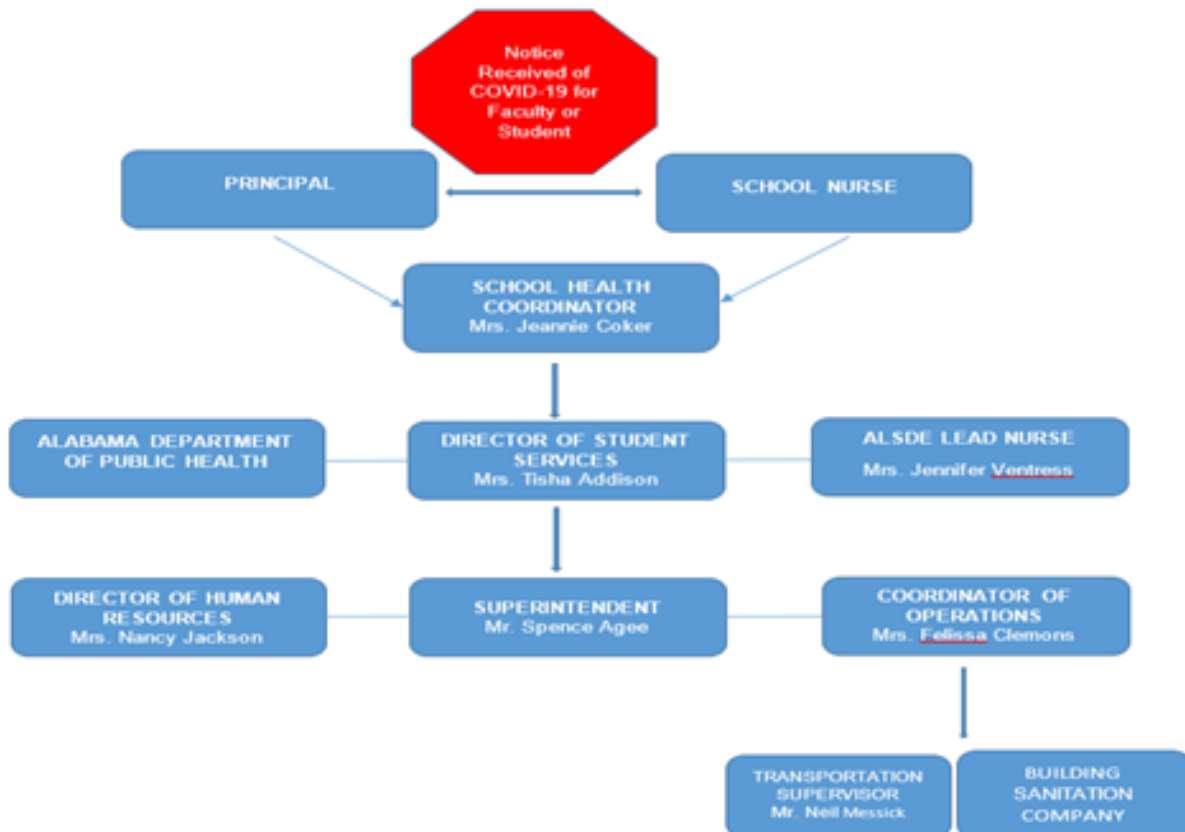 Notice
Received of
COVID-19 for
Faculty or
Student
PRINCIPAL
SCHOOL NURSE
SCHOOL HEALTH
COORDINATOR
Mrs. Jeannie Coker
ALABAMA DEPARTMENT
OF PUBLIC HEALTH
DIRECTOR OF STUDENT
SERVICES
Mrs. Tisha Addison
ALSDE LEAD NURSE
Mrs. Jennifer Ventress
DIRECTOR OF HUMAN
RESOURCES
Mrs. Nancy Jackson
SUPERINTENDENT
Mr. Spence Agee
COORDINATOR OF
OPERATIONS
Mrs. Felissa Clemons
TRANSPORTATION
SUPERVISOR
Mr. Neil Messick
BUILDING
SANITATION
COMPANY